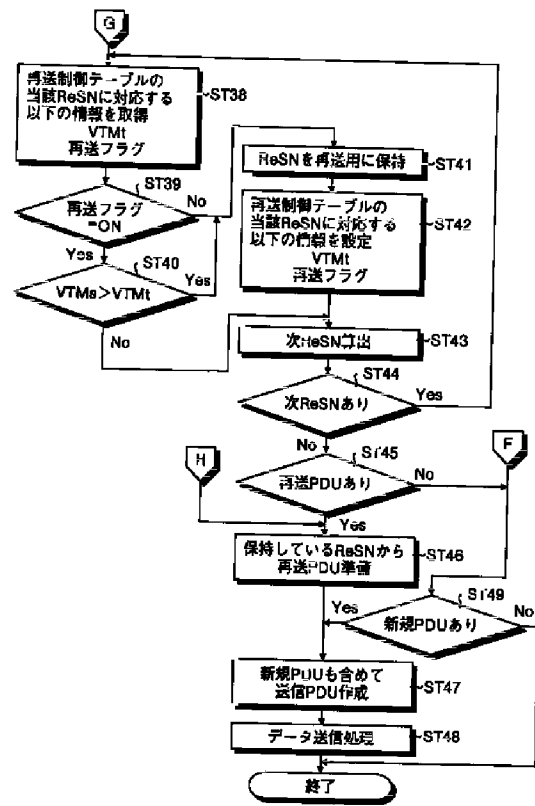 G
再送制御テーブルの
当該ReSNに対応する
以下の情報を取得
VTMt
再送フラグ
ST38
ST39
再送フラグ
=ON
No
Yes
ST40
VTMs>VTMt
Yes
No
ReSNを再送用に保持
ST41
再送制御テーブルの
当該ReSNに対応する
以下の情報を設定
VTMt
再送フラグ
ST42
次ReSN算出
ST43
ST44
次ReSNあり
Yes
No
ST45
再送PDUあり
No
Yes
H
F
保持しているReSNから
再送PDU準備
ST46
ST49
新規PDUあり
Yes
No
新規PDUも含めて
送信PDU作成
ST47
データ送信処理
ST48
終了